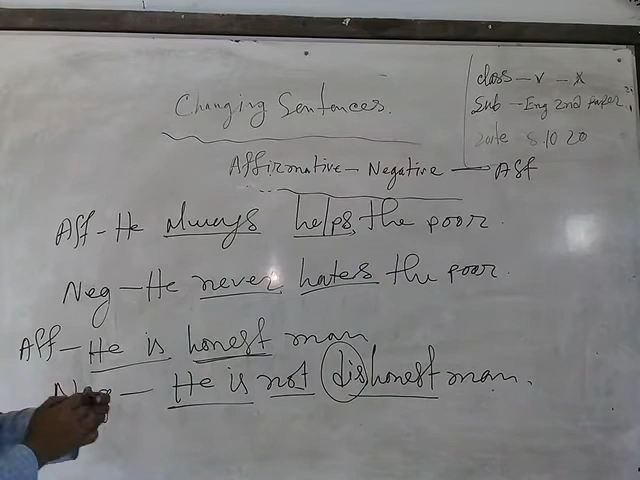 class - V - X
Sub - Eng 2nd paper
Date 8.10 20
Changing Sentences.
Affirmative - Negative - Aff
Aff - He always helps the poor.
Neg - He never hates the poor.
Aff - He is honest man
Neg - He is not dishonest man.